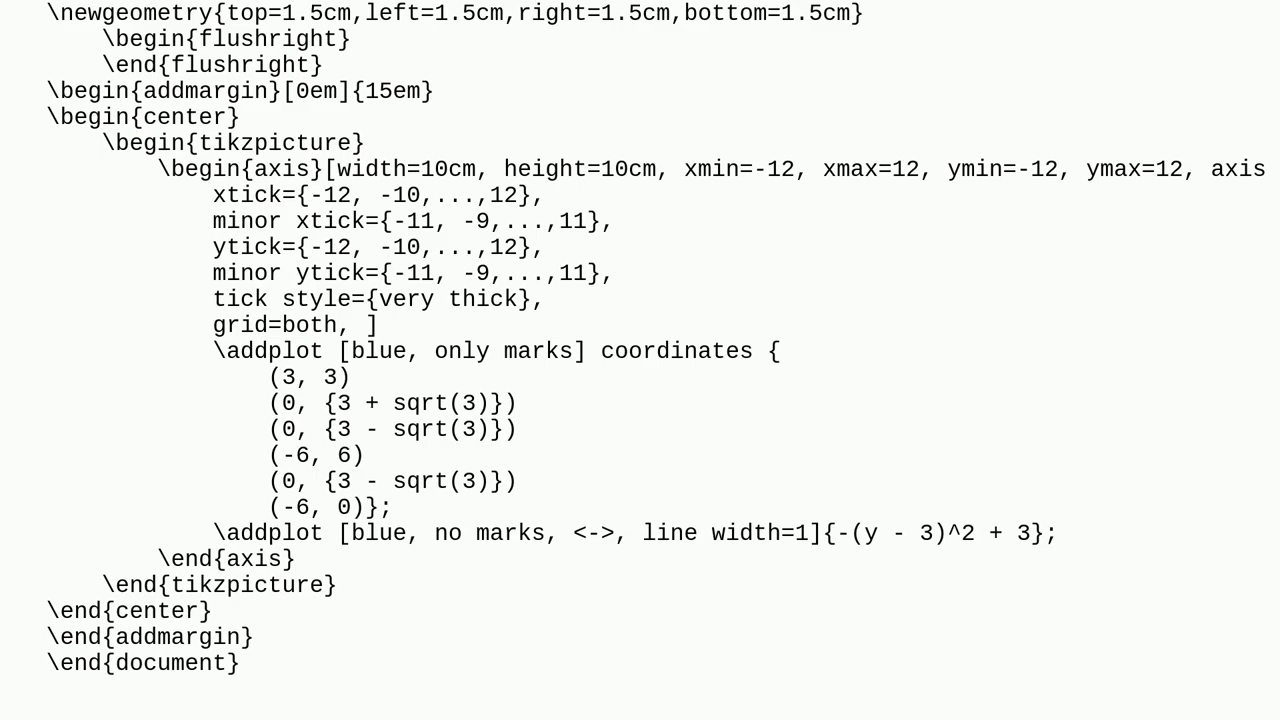 \newgeometry{top=1.5cm,left=1.5cm,right=1.5cm,bottom=1.5cm}
    \begin{flushright}
    \end{flushright}
\begin{addmargin}[0em]{15em}
\begin{center}
    \begin{tikzpicture}
        \begin{axis}[width=10cm, height=10cm, xmin=-12, xmax=12, ymin=-12, ymax=12, axis
            xtick={-12, -10,...,12},
            minor xtick={-11, -9,...,11},
            ytick={-12, -10,...,12},
            minor ytick={-11, -9,...,11},
            tick style={very thick},
            grid=both, ]
            \addplot [blue, only marks] coordinates {
                (3, 3)
                (0, {3 + sqrt(3)})
                (0, {3 - sqrt(3)})
                (-6, 6)
                (0, {3 - sqrt(3)})
                (-6, 0)};
            \addplot [blue, no marks, <->, line width=1]{-(y - 3)^2 + 3};
        \end{axis}
    \end{tikzpicture}
\end{center}
\end{addmargin}
\end{document}